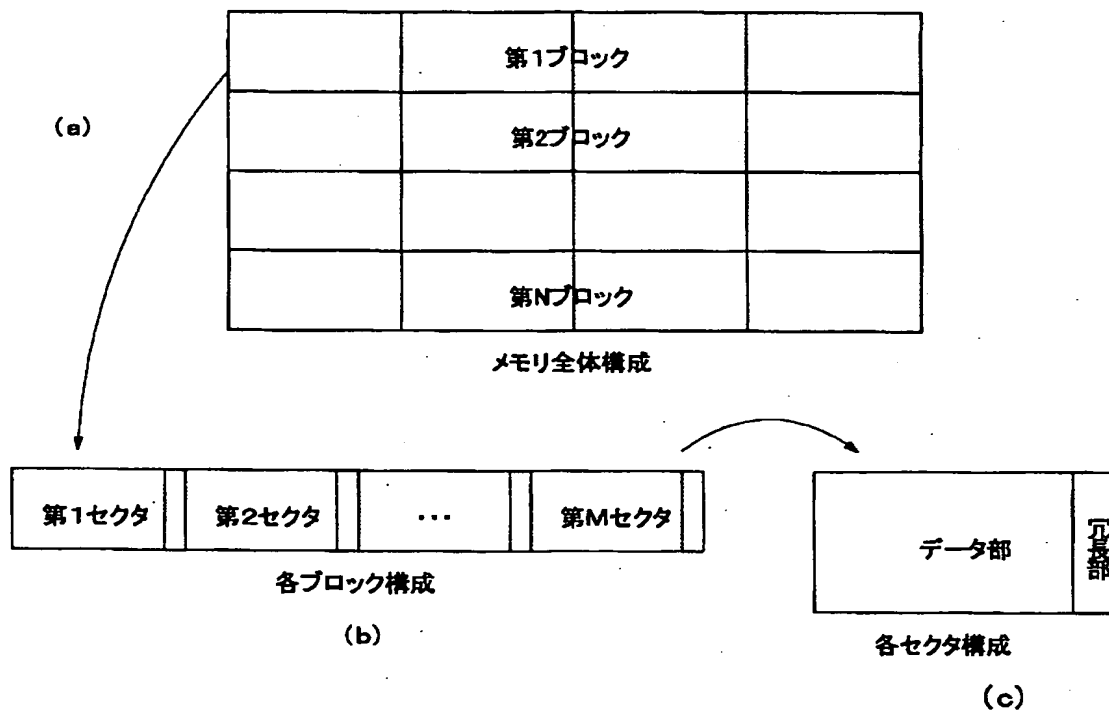 第1ブロック
(a)
第2ブロック
第Nブロック
メモリ全体構成
第1セクタ
第2セクタ
...
第Mセクタ
データ部
冗長部
各ブロック構成
(b)
各セクタ構成
(c)